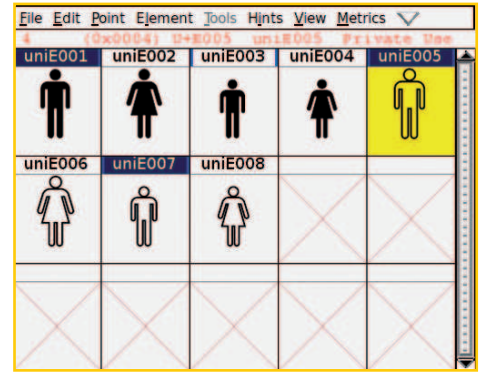 File Edit Point Element Tools Hints View Metrics
4 (0x0004) U+E005 uniE005 Private Use
uniE001 uniE002 uniE003 uniE004 uniE005
uniE006 uniE007 uniE008